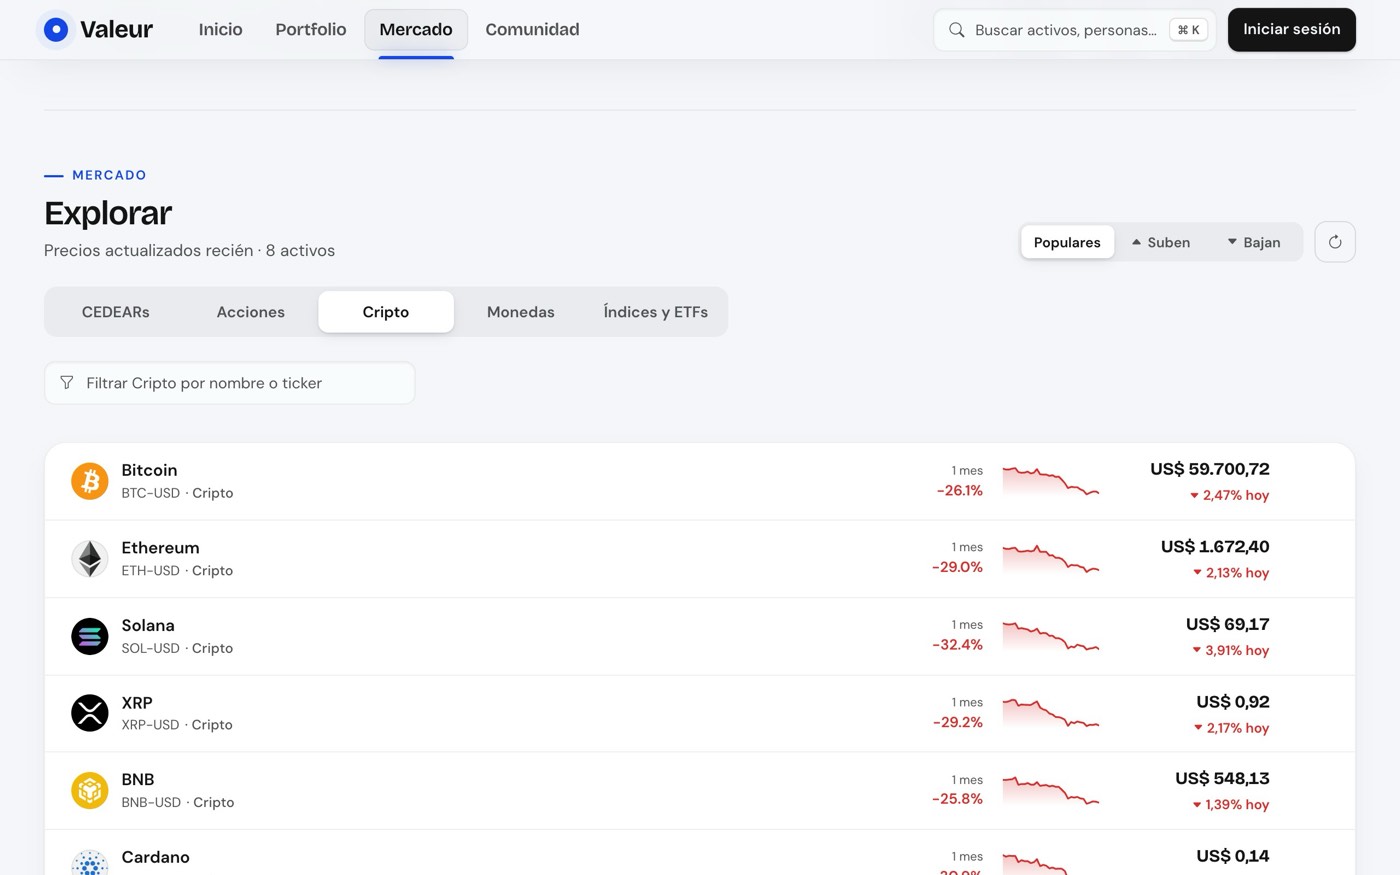 Valeur
Inicio
Portfolio
Mercado
Comunidad
Buscar activos, personas...
⌘ K
Iniciar sesión
MERCADO
Explorar
Precios actualizados recién · 8 activos
Populares
Suben
Bajan
CEDEARs
Acciones
Cripto
Monedas
Índices y ETFs
Filtrar Cripto por nombre o ticker
Bitcoin
BTC-USD · Cripto
1 mes
-26.1%
US$ 59.700,72
2,47% hoy
Ethereum
ETH-USD · Cripto
1 mes
-29.0%
US$ 1.672,40
2,13% hoy
Solana
SOL-USD · Cripto
1 mes
-32.4%
US$ 69,17
3,91% hoy
XRP
XRP-USD · Cripto
1 mes
-29.2%
US$ 0,92
2,17% hoy
BNB
BNB-USD · Cripto
1 mes
-25.8%
US$ 548,13
1,39% hoy
Cardano
1 mes
US$ 0,14